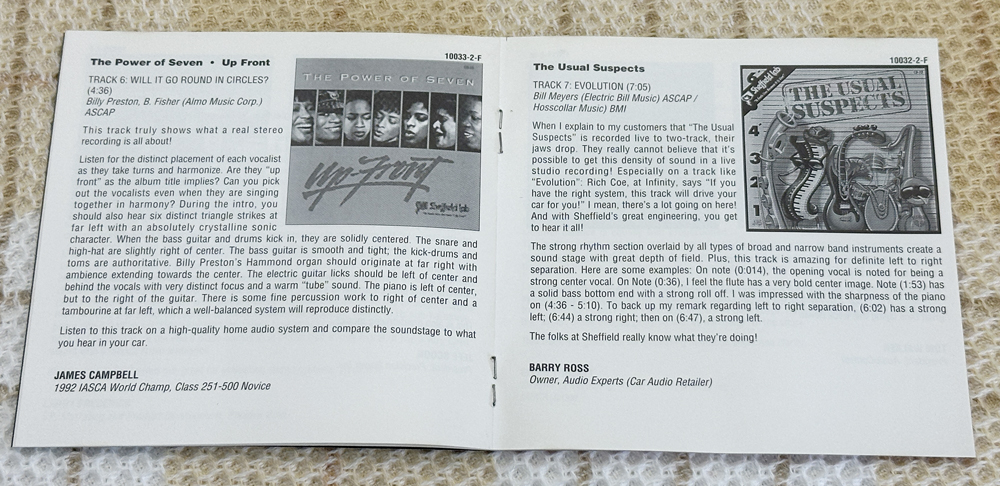 The Power of Seven • Up Front
10033-2-F
TRACK 6: WILL IT GO ROUND IN CIRCLES?
(4:36)
Billy Preston, B. Fisher (Almo Music Corp.)
ASCAP
This track truly shows what a real stereo
recording is all about!
Listen for the distinct placement of each vocalist
as they take turns and harmonize. Are they "up
front" as the album title implies? Can you pick
out the vocalists even when they are singing
together in harmony? During the intro, you
should also hear six distinct triangle strikes at
far left with an absolutely crystalline sonic
character. When the bass guitar and drums kick in, they are solidly centered. The snare and
high-hat are slightly right of center. The bass guitar is smooth and tight; the kick-drums and
toms are authoritative. Billy Preston's Hammond organ should originate at far right with
ambience extending towards the center. The electric guitar licks should be left of center and
behind the vocals with very distinct focus and a warm "tube" sound. The piano is left of center,
but to the right of the guitar. There is some fine percussion work to right of center and a
tambourine at far left, which a well-balanced system will reproduce distinctly.
Listen to this track on a high-quality home audio system and compare the soundstage to what
you hear in your car.
JAMES CAMPBELL
1992 IASCA World Champ, Class 251-500 Novice
THE POWER OF SEVEN
Up Front
Sheffield Lab
The Usual Suspects
10032-2-F
TRACK 7: EVOLUTION (7:05)
Bill Meyers (Electric Bill Music) ASCAP /
Hosscollar Music) BMI
When I explain to my customers that "The Usual
Suspects" is recorded live to two-track, their
jaws drop. They really cannot believe that it's
possible to get this density of sound in a live
studio recording! Especially on a track like
"Evolution": Rich Coe, at Infinity, says "If you
have the right system, this track will drive your
car for you!" I mean, there's a lot going on here!
And with Sheffield's great engineering, you get
to hear it all!
The strong rhythm section overlaid by all types of broad and narrow band instruments create a
sound stage with great depth of field. Plus, this track is amazing for definite left to right
separation. Here are some examples: On note (0:014), the opening vocal is noted for being a
strong center vocal. On Note (0:36), I feel the flute has a very bold center image. Note (1:53) has
a solid bass bottom end with a strong roll off. I was impressed with the sharpness of the piano
on (4:36 - 5:10). To back up my remark regarding left to right separation, (6:02) has a strong
left; (6:44) a strong right; then on (6:47), a strong left.
The folks at Sheffield really know what they're doing!
BARRY ROSS
Owner, Audio Experts (Car Audio Retailer)
Sheffield Lab
THE USUAL
SUSPECTS
4
3
2
1